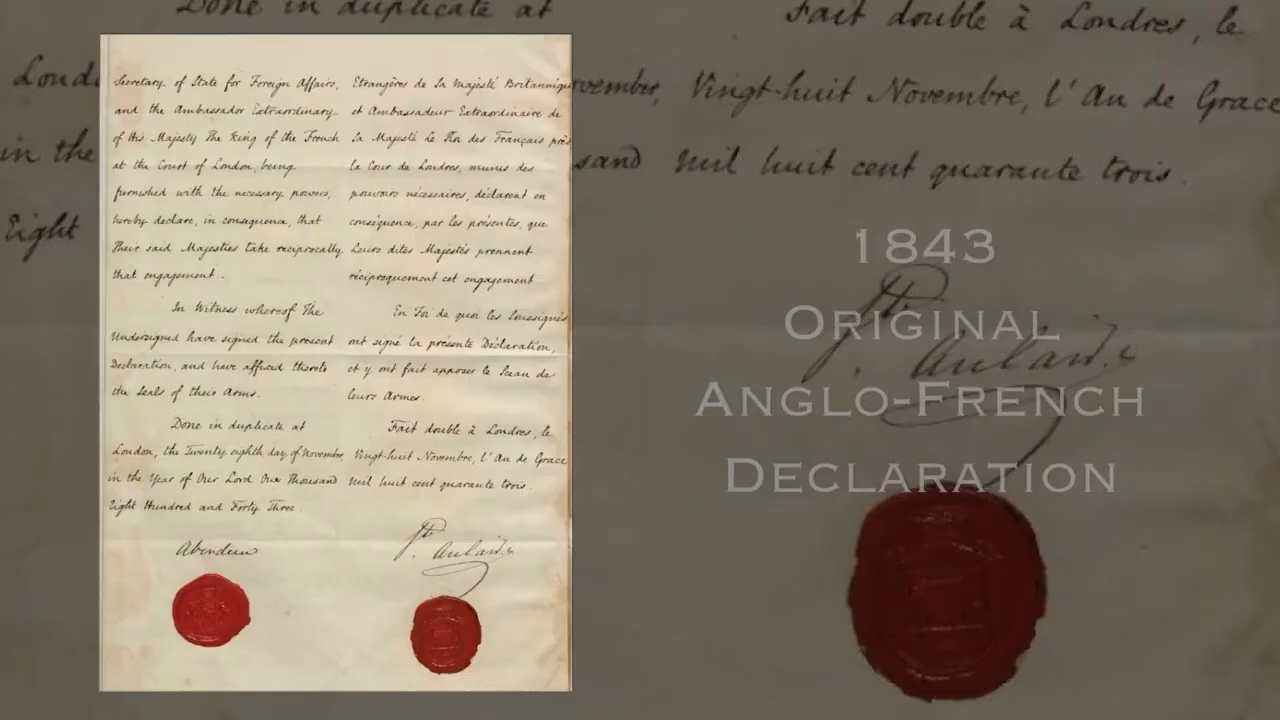 Done in duplicate at
Fait double à Londres, le
Vingt-huit Novembre, l'An de Grace
in the
sand
mil huit cent quarante trois.
Eight
Secretary of State for Foreign Affairs,
and the Ambassador Extraordinary
of His Majesty The King of the French
at the Court of London, being
furnished with the necessary powers,
hereby declare, in consequence, that
Their said Majesties take reciprocally
that engagement..
In Witness whereof The
Undersigned have signed the present
Declaration, and have affixed thereto
the Seals of their Arms.
Done in duplicate at
London, the Twenty eighth day of November,
in the Year of Our Lord One Thousand
Eight Hundred and Forty Three.
Aberdeen
Etrangères de Sa Majesté Britannique
et Ambassadeur Extraordinaire de
Sa Majesté Le Roi des Français près
la Cour de Londres, munis des
pouvoirs nécessaires, déclarent en
conséquence, par les présentes, que
Leurs dites Majestés prennent
réciproquement cet engagement
En Foi de quoi les Soussignés
ont signé la présente Déclaration,
et y ont fait apposer le Sceau de
leurs Armes.
Fait double à Londres, le
Vingt-huit Novembre, l'An de Grace
mil huit cent quarante trois.
1843
Original
Anglo-French
Declaration